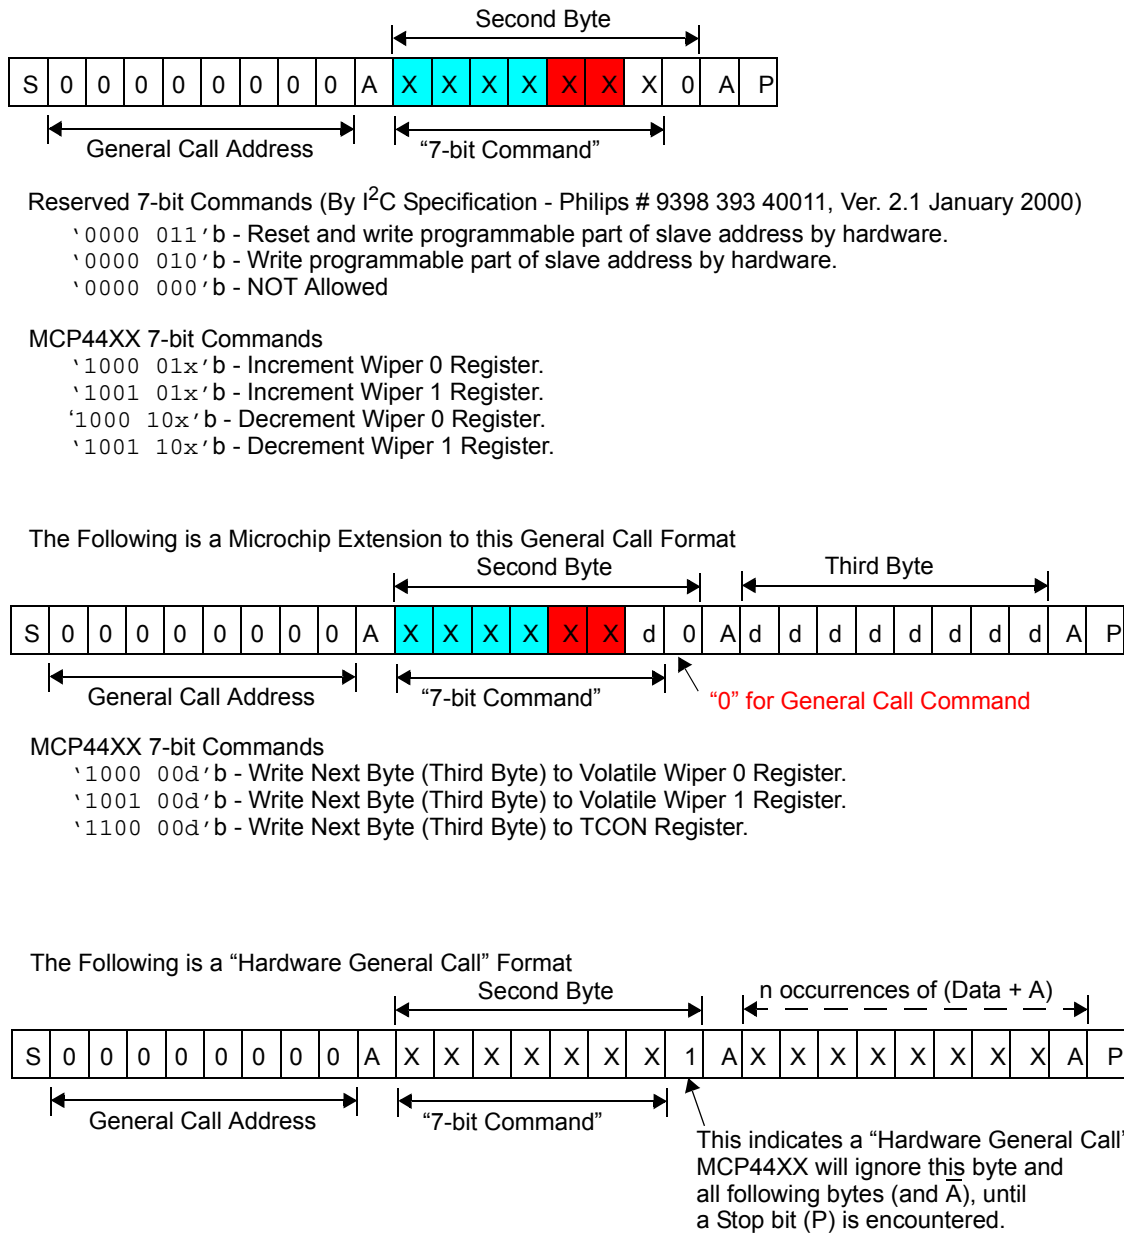 Second Byte
S 0 0 0 0 0 0 0 0 A X X X X X X X 0 A P
General Call Address “7-bit Command”
Reserved 7-bit Commands (By I2C Specification - Philips # 9398 393 40011, Ver. 2.1 January 2000)
‘0000 011’b - Reset and write programmable part of slave address by hardware.
‘0000 010’b - Write programmable part of slave address by hardware.
‘0000 000’b - NOT Allowed
MCP44XX 7-bit Commands
‘1000 01x’b - Increment Wiper 0 Register.
‘1001 01x’b - Increment Wiper 1 Register.
‘1000 10x’b - Decrement Wiper 0 Register.
‘1001 10x’b - Decrement Wiper 1 Register.
The Following is a Microchip Extension to this General Call Format
Second Byte Third Byte
S 0 0 0 0 0 0 0 0 A X X X X X X d 0 A d d d d d d d d A P
General Call Address “7-bit Command” “0” for General Call Command
MCP44XX 7-bit Commands
‘1000 00d’b - Write Next Byte (Third Byte) to Volatile Wiper 0 Register.
‘1001 00d’b - Write Next Byte (Third Byte) to Volatile Wiper 1 Register.
‘1100 00d’b - Write Next Byte (Third Byte) to TCON Register.
The Following is a “Hardware General Call” Format
Second Byte n occurrences of (Data + A)
S 0 0 0 0 0 0 0 0 A X X X X X X X 1 A X X X X X X X X A P
General Call Address “7-bit Command”
This indicates a “Hardware General Call”
MCP44XX will ignore this byte and
all following bytes (and A̅), until
a Stop bit (P) is encountered.